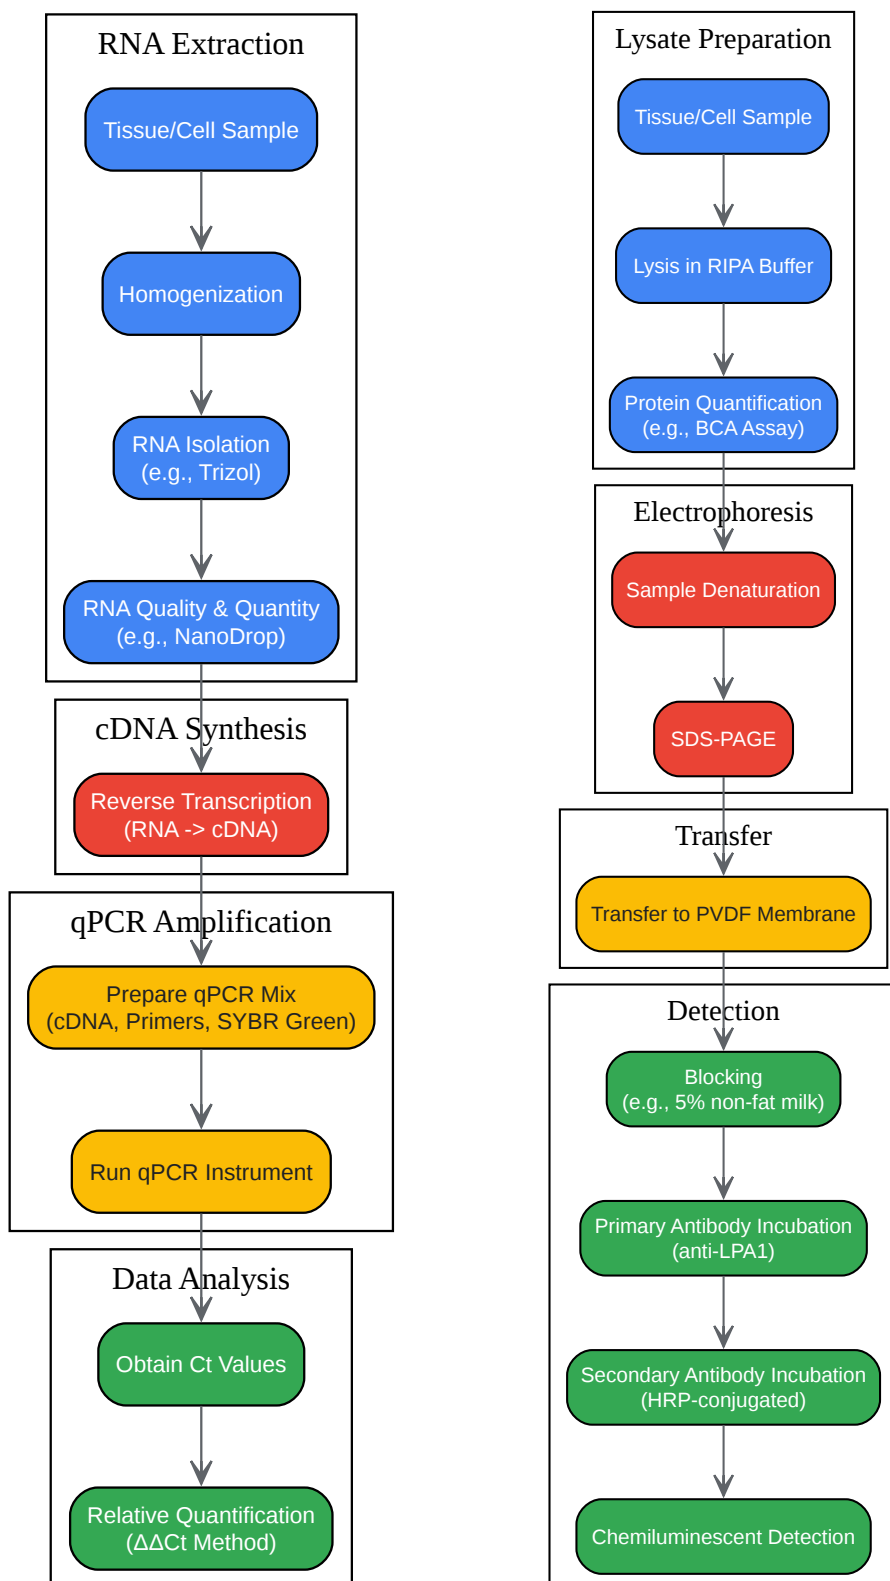 RNA Extraction
Tissue/Cell Sample
Homogenization
RNA Isolation
(e.g., Trizol)
RNA Quality & Quantity
(e.g., NanoDrop)
cDNA Synthesis
Reverse Transcription
(RNA -> cDNA)
qPCR Amplification
Prepare qPCR Mix
(cDNA, Primers, SYBR Green)
Run qPCR Instrument
Data Analysis
Obtain Ct Values
Relative Quantification
(ΔΔCt Method)
Lysate Preparation
Tissue/Cell Sample
Lysis in RIPA Buffer
Protein Quantification
(e.g., BCA Assay)
Electrophoresis
Sample Denaturation
SDS-PAGE
Transfer
Transfer to PVDF Membrane
Detection
Blocking
(e.g., 5% non-fat milk)
Primary Antibody Incubation
(anti-LPA1)
Secondary Antibody Incubation
(HRP-conjugated)
Chemiluminescent Detection